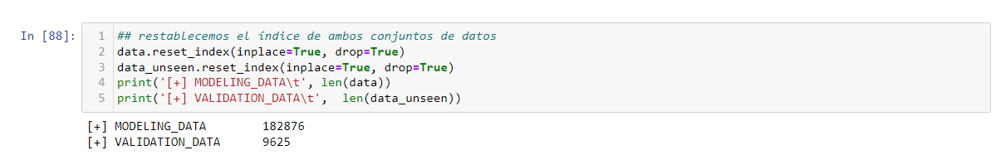 In [88]:
1 ## restablecemos el índice de ambos conjuntos de datos
2 data.reset_index(inplace=True, drop=True)
3 data_unseen.reset_index(inplace=True, drop=True)
4 print('[+] MODELING_DATA\t', len(data))
5 print('[+] VALIDATION_DATA\t',  len(data_unseen))
[+] MODELING_DATA        182876
[+] VALIDATION_DATA      9625